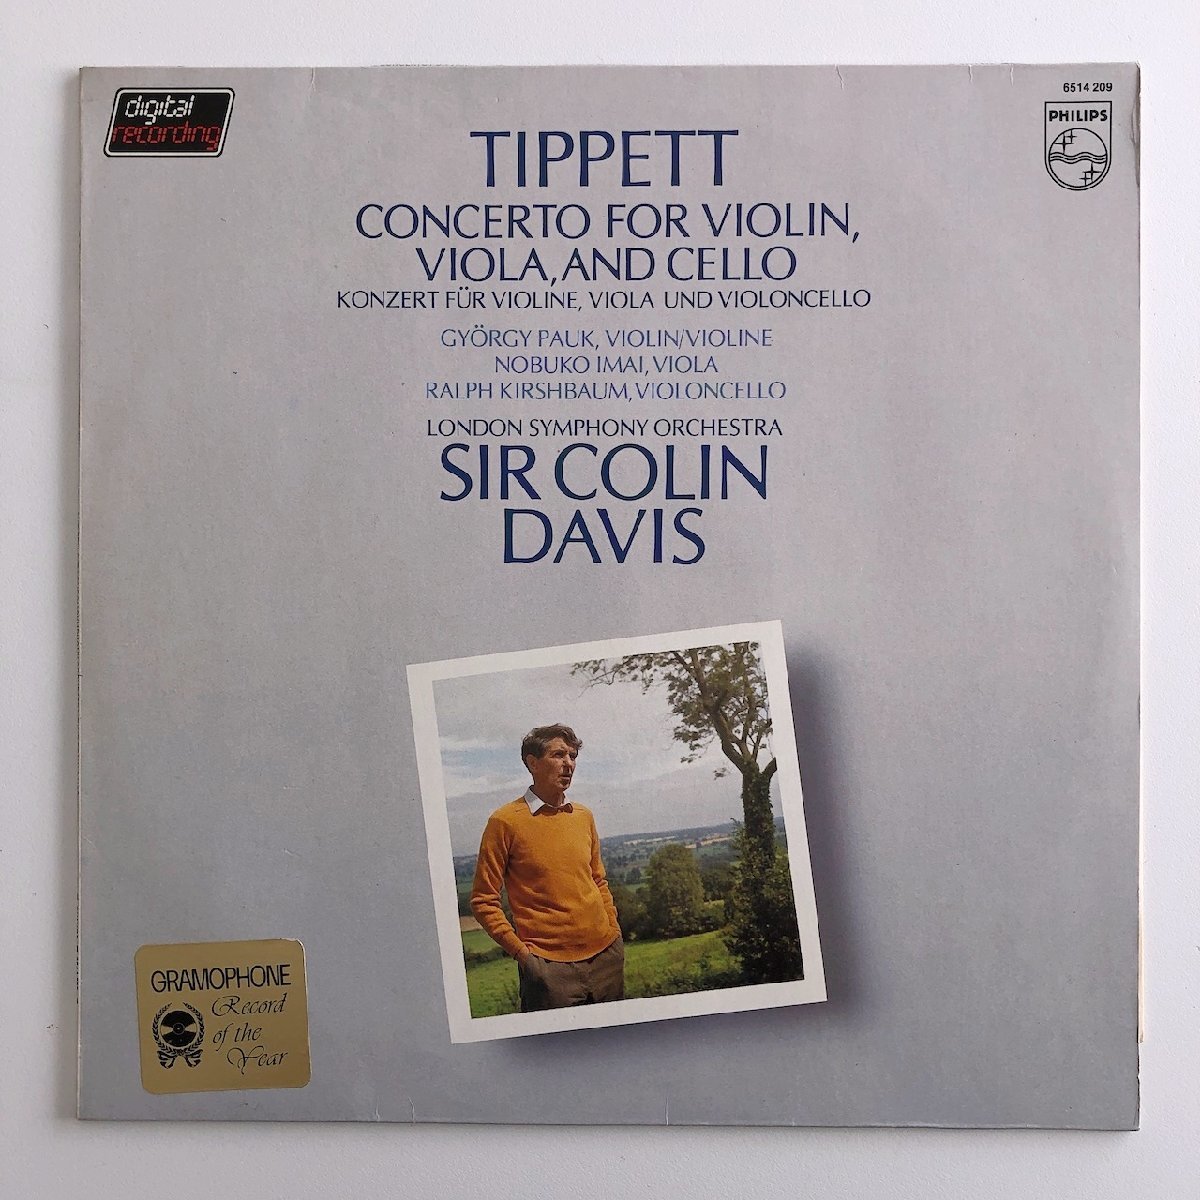 digital
recording
6514 209
PHILIPS
TIPPETT
CONCERTO FOR VIOLIN,
VIOLA, AND CELLO
KONZERT FÜR VIOLINE, VIOLA UND VIOLONCELLO
GYÖRGY PAUK, VIOLIN/VIOLINE
NOBUKO IMAI, VIOLA
RALPH KIRSHBAUM, VIOLONCELLO
LONDON SYMPHONY ORCHESTRA
SIR COLIN
DAVIS
GRAMOPHONE
Record
of the
Year